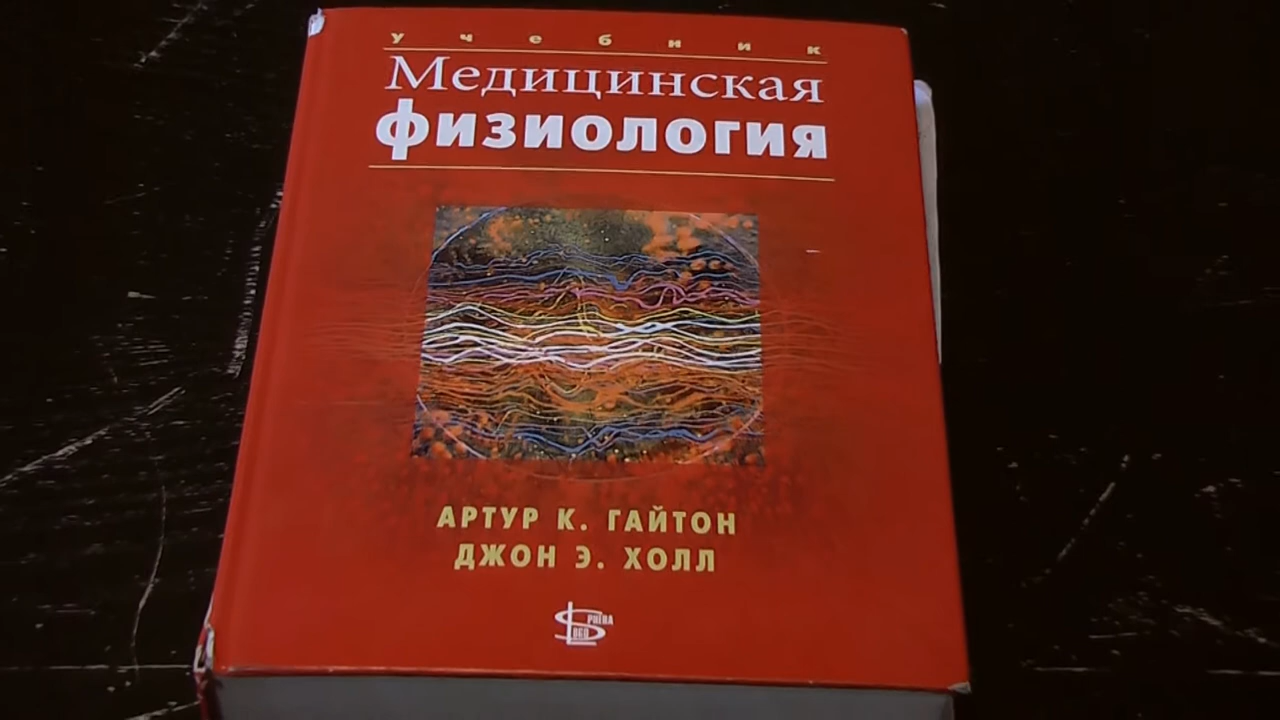 учебник
Медицинская
физиология
АРТУР К. ГАЙТОН
ДЖОН Э. ХОЛЛ